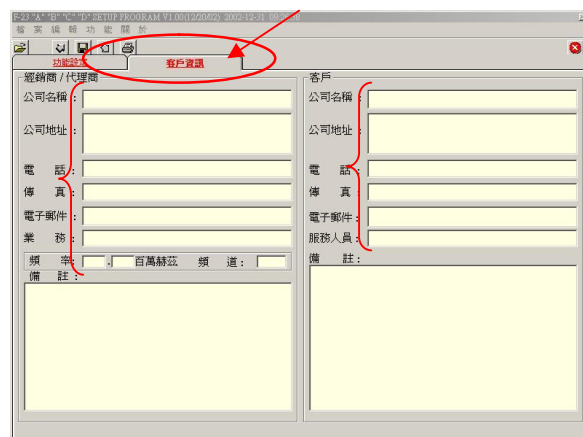 F-23 "A" "B" "C" "D" SETUP PROGRAM V1.00(12/20/02) 2002-12-31
檔案 編輯 功能 關於
功能設定 客戶資訊
經銷商/代理商
公司名稱:
公司地址:
電 話:
傳 真:
電子郵件:
業 務:
頻 率: . 百萬赫茲 頻 道:
備 註:
客戶
公司名稱:
公司地址:
電 話:
傳 真:
電子郵件:
服務人員:
備 註: